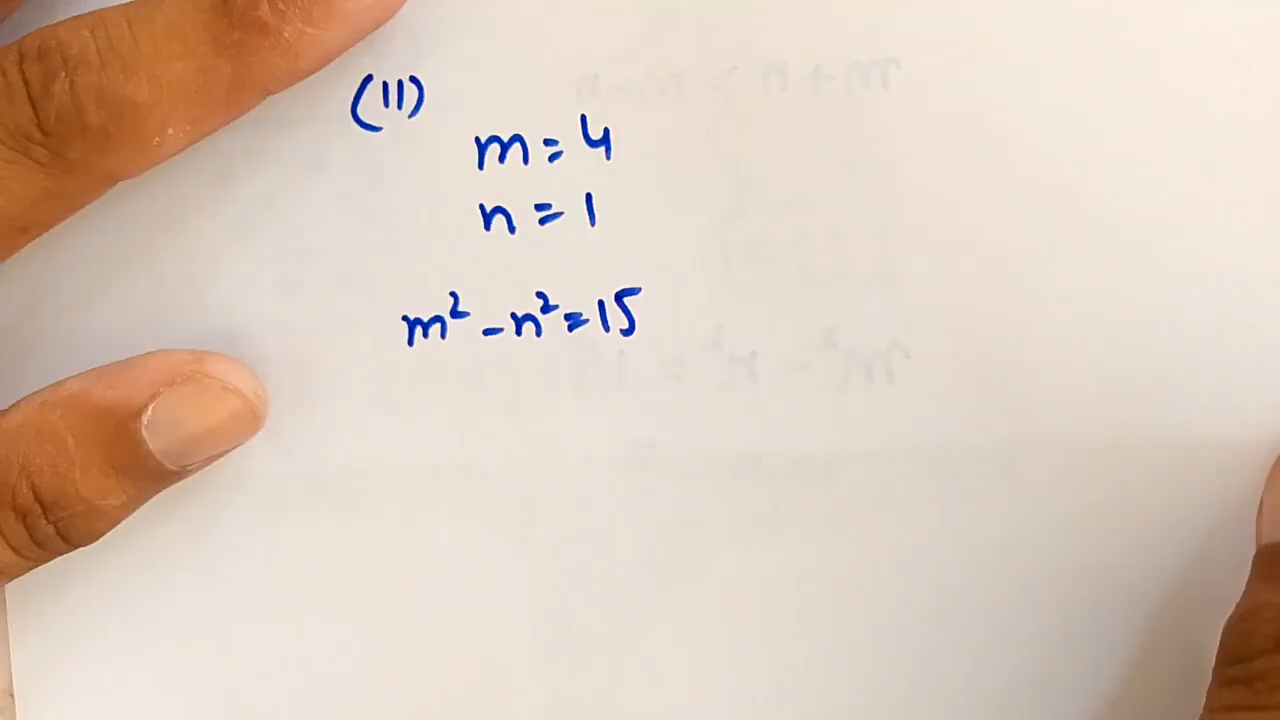 (11)
m = 4
n = 1
m² - n² = 15